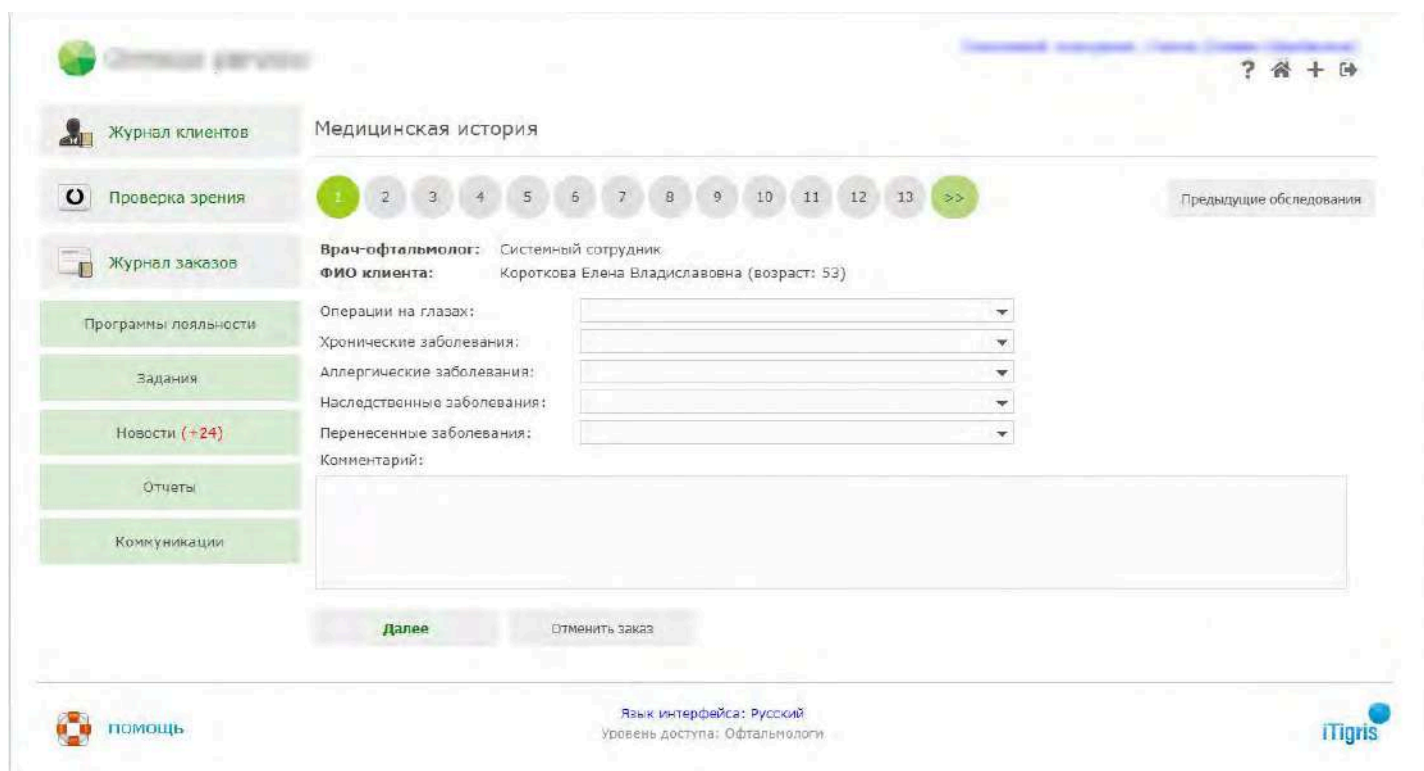 ? +
Журнал клиентов
Медицинская история
Проверка зрения
1 2 3 4 5 6 7 8 9 10 11 12 13 >>
Предыдущие обследования
Журнал заказов
Врач-офтальмолог: Системный сотрудник
ФИО клиента: Короткова Елена Владиславовна (возраст: 53)
Программы лояльности
Операции на глазах:
Хронические заболевания:
Задания
Аллергические заболевания:
Наследственные заболевания:
Новости (+24)
Перенесенные заболевания:
Комментарий:
Отчеты
Коммуникации
Далее
Отменить заказ
Язык интерфейса: Русский
ПОМОЩЬ
Уровень доступа: Офтальмологи
iTigris